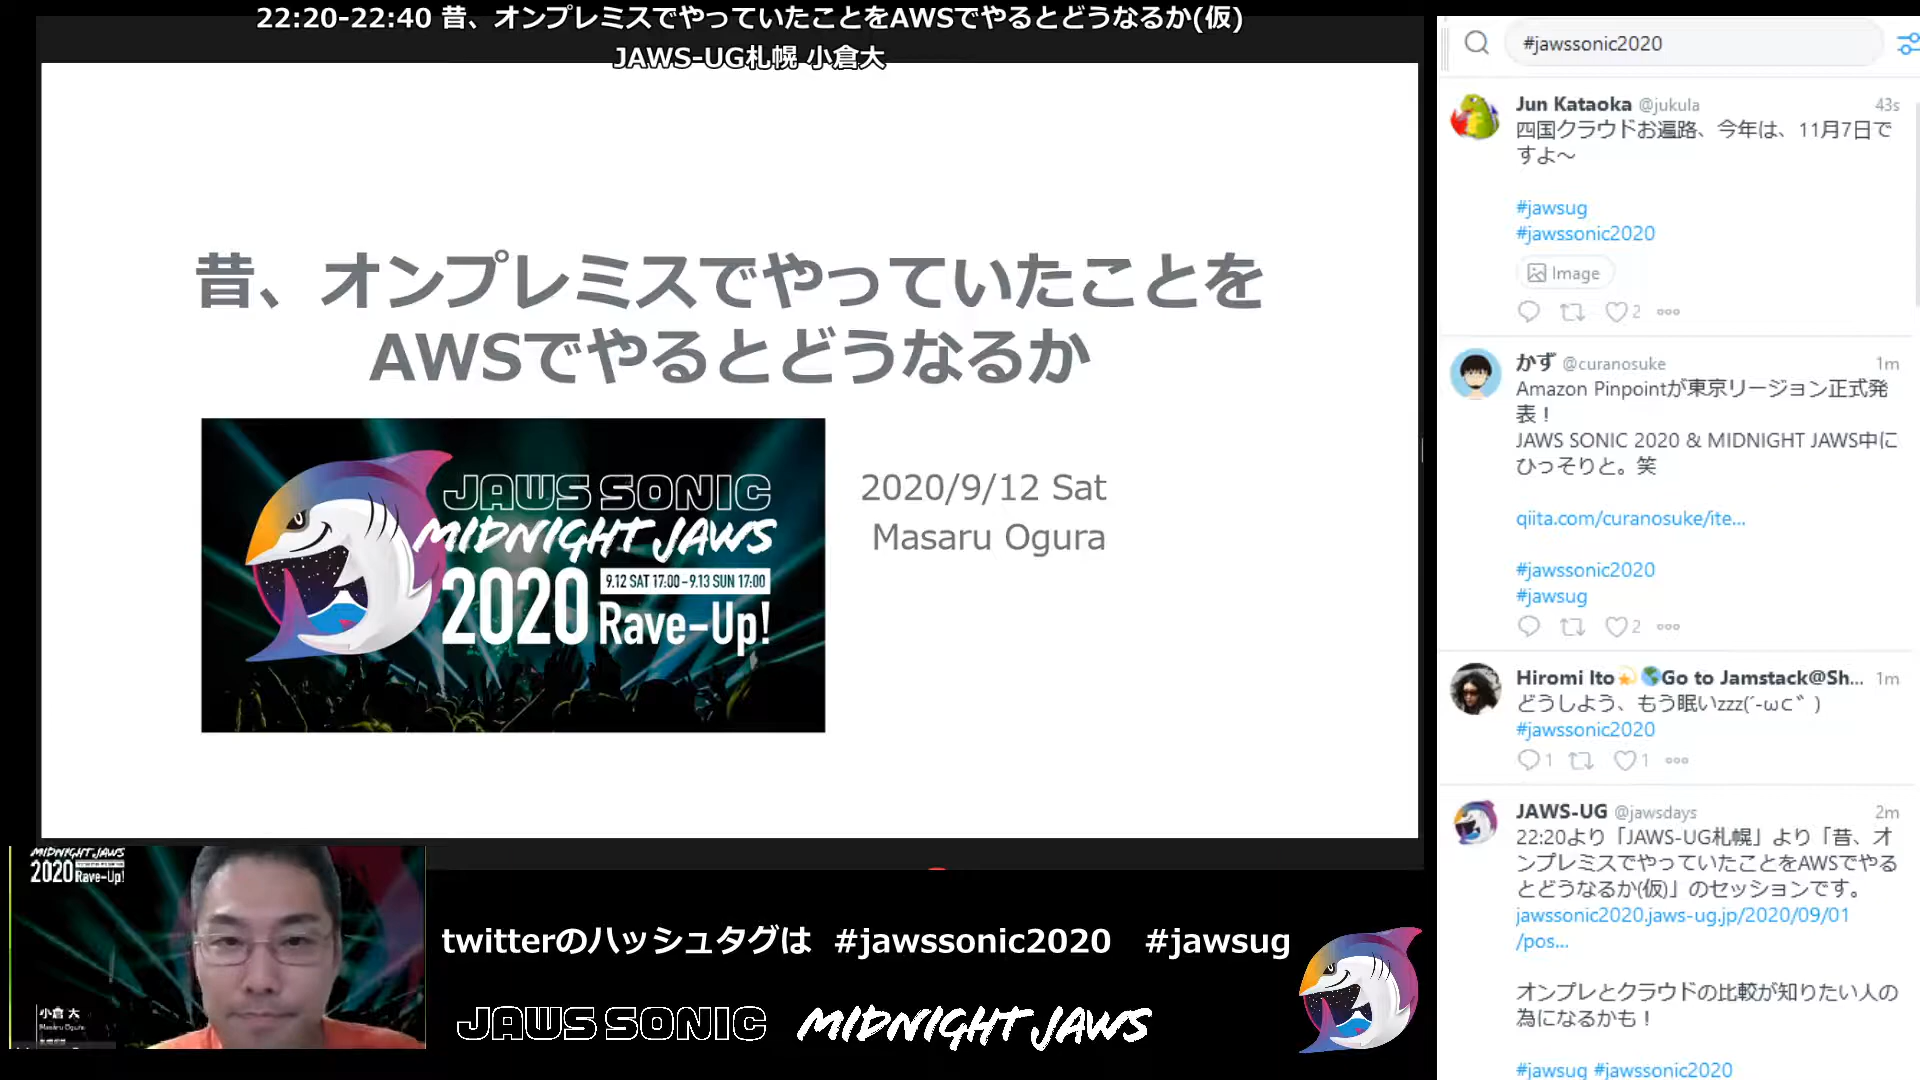 22:20-22:40 昔、オンプレミスでやっていたことをAWSでやるとどうなるか(仮)
JAWS-UG札幌 小倉大
昔、オンプレミスでやっていたことを
AWSでやるとどうなるか
JAWS SONIC
MIDNIGHT JAWS
2020
9.12 SAT 17:00-9.13 SUN 17:00
Rave-Up!
2020/9/12 Sat
Masaru Ogura
MIDNIGHT JAWS
2020 Rave-Up!
小倉 大
Masaru Ogura
twitterのハッシュタグは #jawssonic2020 #jawsug
JAWS SONIC MIDNIGHT JAWS
#jawssonic2020
Jun Kataoka @jukula 43s
四国クラウドお遍路、今年は、11月7日で
すよ〜
#jawsug
#jawssonic2020
Image
2
かず @curanosuke 1m
Amazon Pinpointが東京リージョン正式発
表！
JAWS SONIC 2020 & MIDNIGHT JAWS中に
ひっそりと。笑
qiita.com/curanosuke/ite...
#jawssonic2020
#jawsug
2
Hiromi Ito💫🌎Go to Jamstack@Sh... 1m
どうしよう、もう眠いzzz(´-ωc゛)
#jawssonic2020
1 1
JAWS-UG @jawsdays 2m
22:20より「JAWS-UG札幌」より「昔、オ
ンプレミスでやっていたことをAWSでやる
とどうなるか(仮)」のセッションです。
jawssonic2020.jaws-ug.jp/2020/09/01
/pos...
オンプレとクラウドの比較が知りたい人の
為になるかも！
#jawsug #jawssonic2020